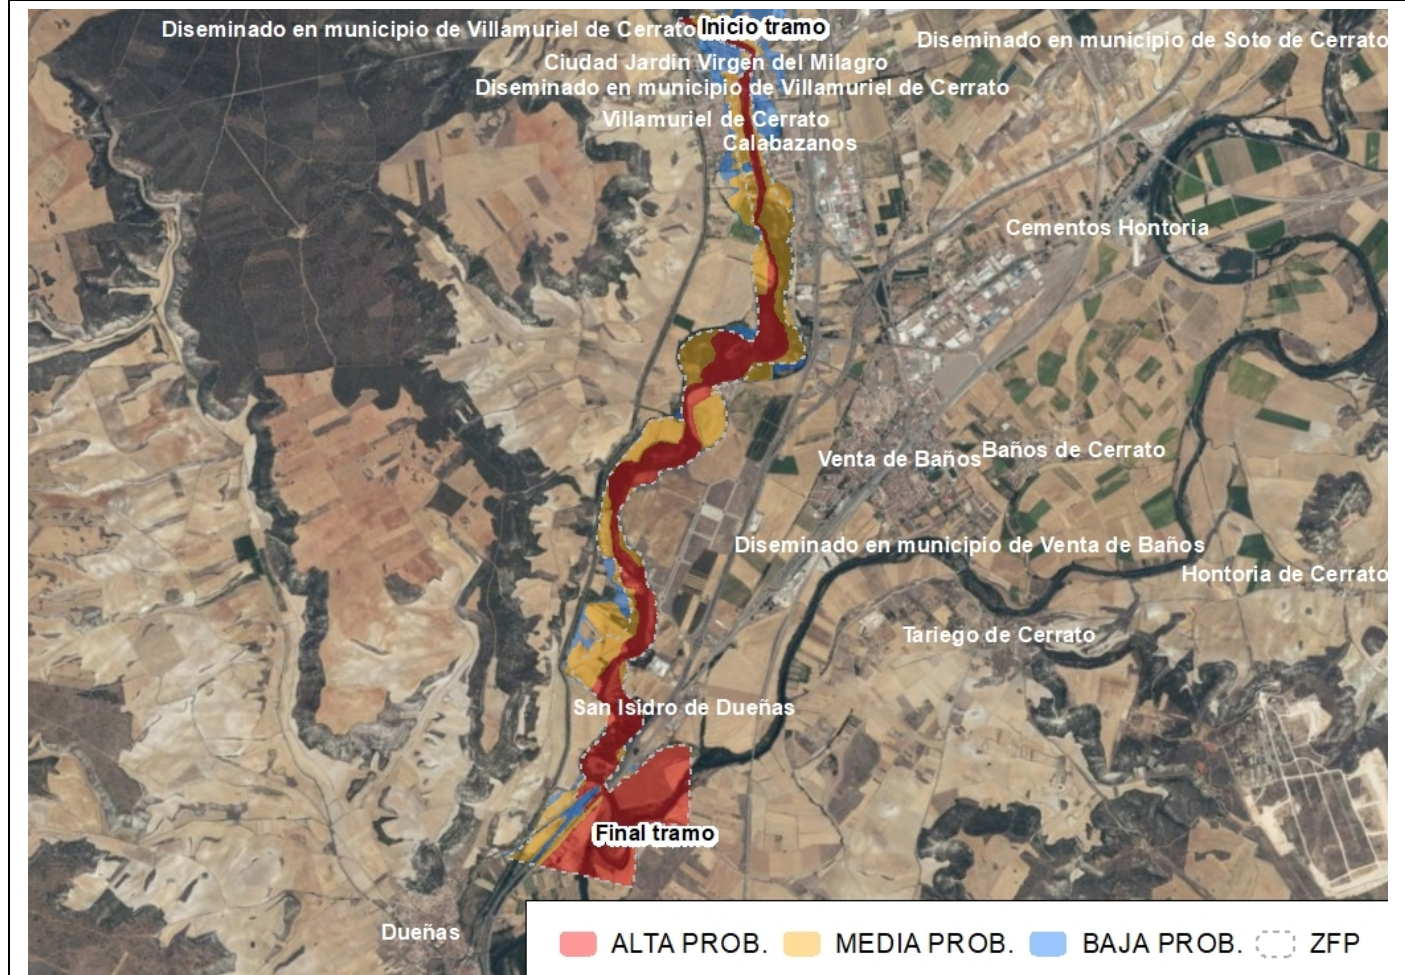 Diseminado en municipio de Villamuriel de Cerrato
Inicio tramo
Diseminado en municipio de Soto de Cerrato
Ciudad Jardin Virgen del Milagro
Diseminado en municipio de Villamuriel de Cerrato
Villamuriel de Cerrato
Calabazanos
Cementos Hontoria
Venta de Baños
Baños de Cerrato
Diseminado en municipio de Venta de Baños
Hontoria de Cerrato
Tariego de Cerrato
San Isidro de Dueñas
Final tramo
Dueñas
ALTA PROB. MEDIA PROB. BAJA PROB. ZFP